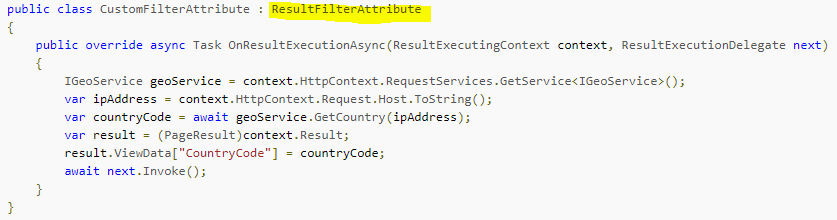 public class CustomFilterAttribute : ResultFilterAttribute
{
public override async Task OnResultExecutionAsync(ResultExecutingContext context, ResultExecutionDelegate next)
{
IGeoService geoService = context.HttpContext.RequestServices.GetService<IGeoService>();
var ipAddress = context.HttpContext.Request.Host.ToString();
var countryCode = await geoService.GetCountry(ipAddress);
var result = (PageResult)context.Result;
result.ViewData["CountryCode"] = countryCode;
await next.Invoke();
}
}